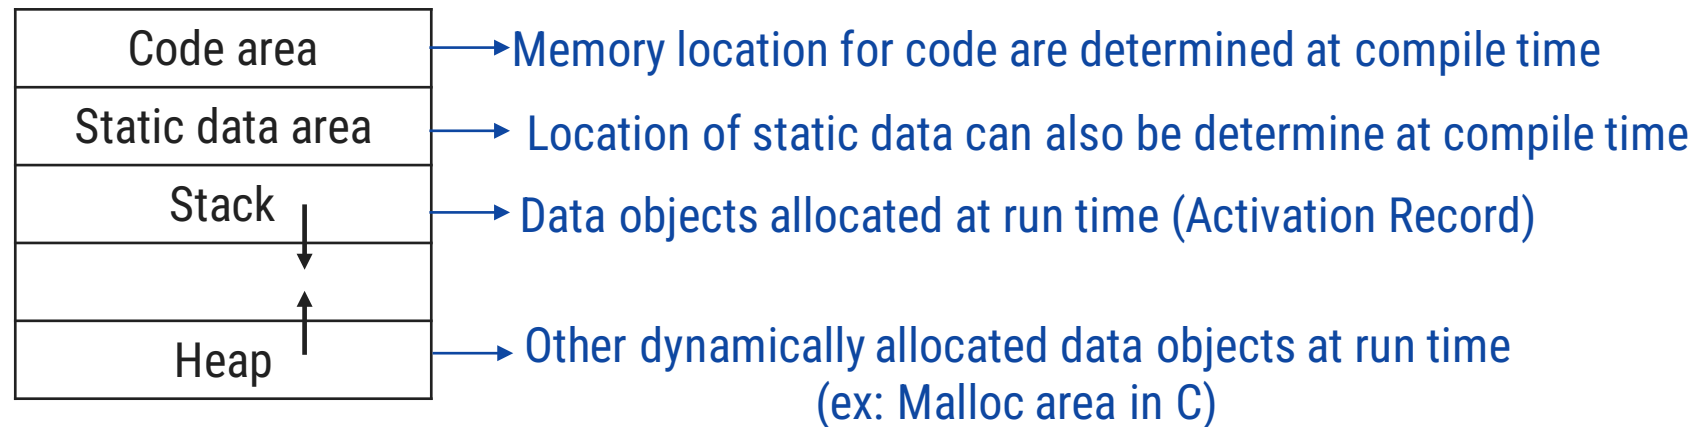 Code area
Memory location for code are determined at compile time
Static data area
Location of static data can also be determine at compile time
Stack
Data objects allocated at run time (Activation Record)
Heap
Other dynamically allocated data objects at run time
(ex: Malloc area in C)